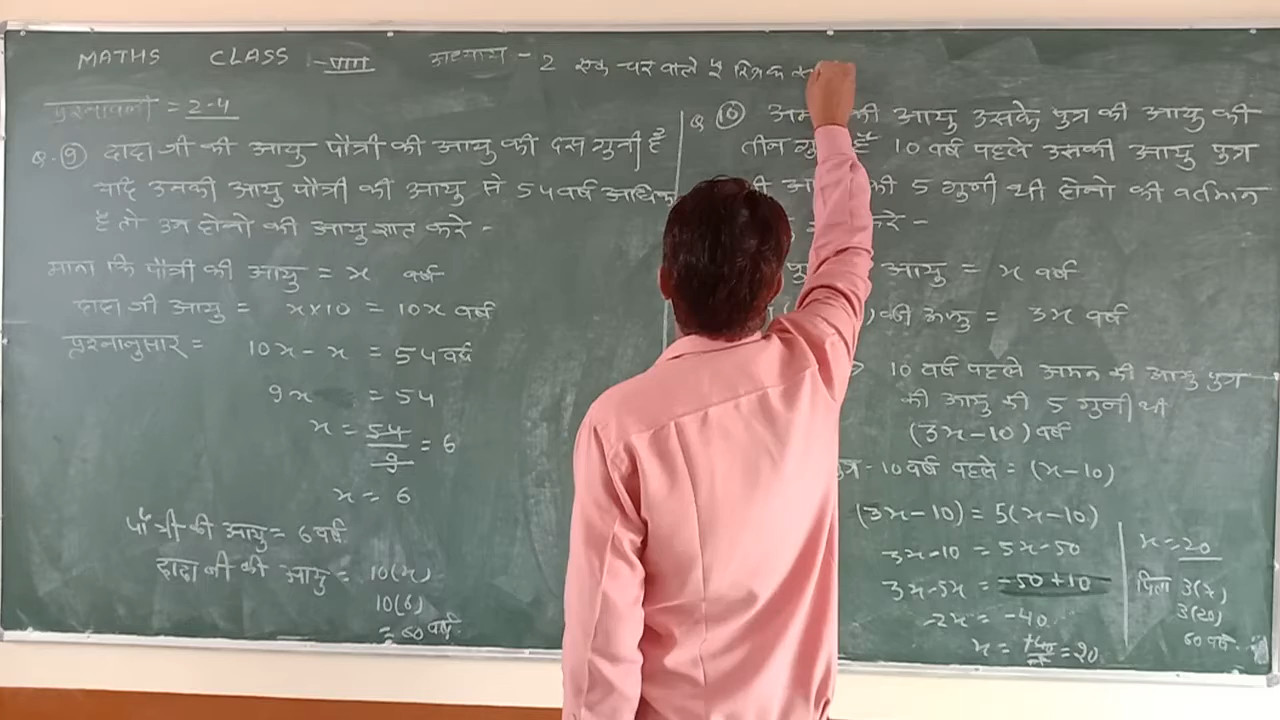 MATHS CLASS - VIII अध्याय - 2 एक चर वाले रैखिक
प्रश्नावली = 2-4
Q. 9 दादा जी की आयु पौत्री की आयु की दस गुनी है
यदि उनकी आयु पौत्री की आयु से 54 वर्ष अधिक
है तो उन दोनो की आयु ज्ञात करे -
माना कि पौत्री की आयु = x वर्ष
दादा जी आयु = x×10 = 10x वर्ष
प्रश्नानुसार = 10x - x = 54 वर्ष
9x = 54
x = 54/9 = 6
x = 6
पौत्री की आयु = 6 वर्ष
दादा जी की आयु = 10(x)
10(6)
= 60 वर्ष
Q 10 की आयु उसके पुत्र की आयु की
तीन है 10 वर्ष पहले उसकी आयु पुत्र
की 5 गुनी थी दोनो की वर्तमान
करे -
आयु = x वर्ष
की आयु = 3x वर्ष
10 वर्ष पहले अमन की आयु पुत्र
की आयु की 5 गुनी थी
(3x-10) वर्ष
10 वर्ष पहले = (x-10)
(3x-10) = 5(x-10)
3x-10 = 5x-50
3x-5x = -50+10
-2x = -40
x = = 20
x = 20
पिता 3(x)
3(20)
60 वर्ष